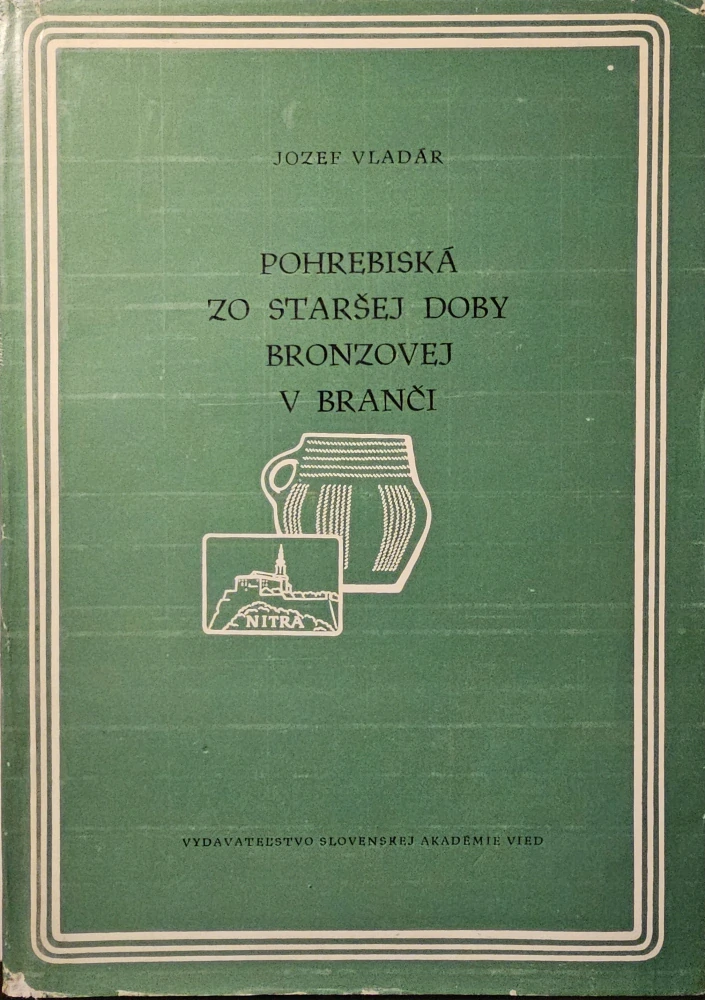 JOZEF VLADÁR
POHREBISKÁ
ZO STARŠEJ DOBY
BRONZOVEJ
V BRANČI
NITRA
VYDAVATEĽSTVO SLOVENSKEJ AKADÉMIE VIED